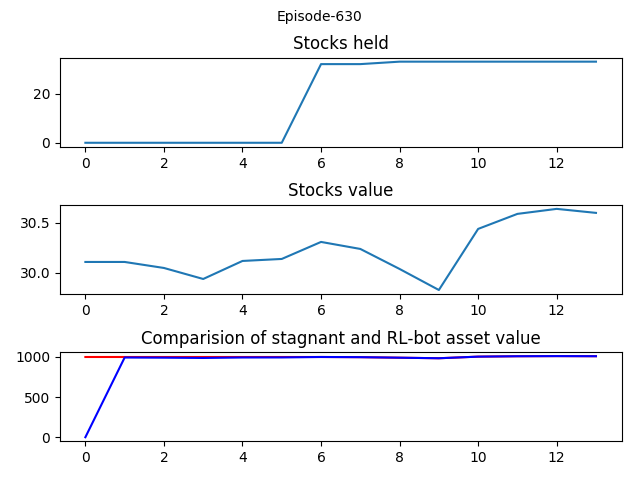 Episode-630
Stocks held
20
0
0 2 4 6 8 10 12
Stocks value
30.5
30.0
0 2 4 6 8 10 12
Comparision of stagnant and RL-bot asset value
1000
500
0
0 2 4 6 8 10 12